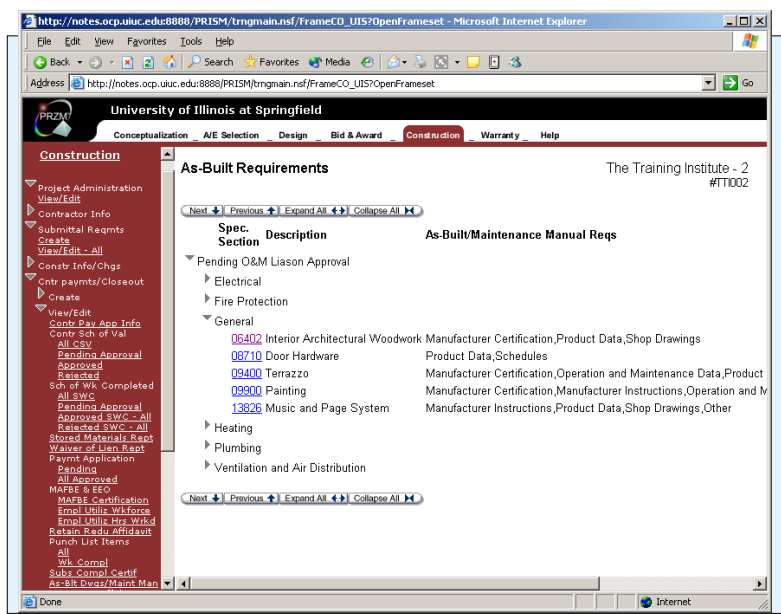 http://notes.ocp.uiuc.edu:8888/PRISM/trngmain.nsf/FrameCO_UIS?OpenFrameset - Microsoft Internet Explorer
File Edit View Favorites Tools Help
Back Search Favorites Media
Address http://notes.ocp.uiuc.edu:8888/PRISM/trngmain.nsf/FrameCO_UIS?OpenFrameset Go
PRZM University of Illinois at Springfield
Conceptualization _ A/E Selection _ Design _ Bid & Award _ Construction _ Warranty _ Help
Construction
Project Administration
View/Edit
Contractor Info
Submittal Reqmts
Create
View/Edit - All
Constr Info/Chgs
Cntr paymts/Closeout
Create
View/Edit
Contr Pay App Info
Contr Sch of Val
All CSV
Pending Approval
Approved
Rejected
Sch of Wk Completed
All SWC
Pending Approval
Approved SWC - All
Rejected SWC - All
Stored Materials Rept
Waiver of Lien Rept
Paymt Application
Pending
All Approved
MAFBE & EEO
MAFBE Certification
Empl Utiliz Wkforce
Empl Utiliz Hrs Wrkd
Retain Redu Affidavit
Punch List Items
All
Wk Compl
Subs Compl Certif
As-Blt Dwgs/Maint Man
As-Built Requirements The Training Institute - 2
#TTI002
Next Previous Expand All Collapse All
Spec. Section Description As-Built/Maintenance Manual Reqs
Pending O&M Liason Approval
Electrical
Fire Protection
General
06402 Interior Architectural Woodwork Manufacturer Certification,Product Data,Shop Drawings
08710 Door Hardware Product Data,Schedules
09400 Terrazzo Manufacturer Certification,Operation and Maintenance Data,Product
09900 Painting Manufacturer Certification,Manufacturer Instructions,Operation and M
13826 Music and Page System Manufacturer Instructions,Product Data,Shop Drawings,Other
Heating
Plumbing
Ventilation and Air Distribution
Next Previous Expand All Collapse All
Done Internet